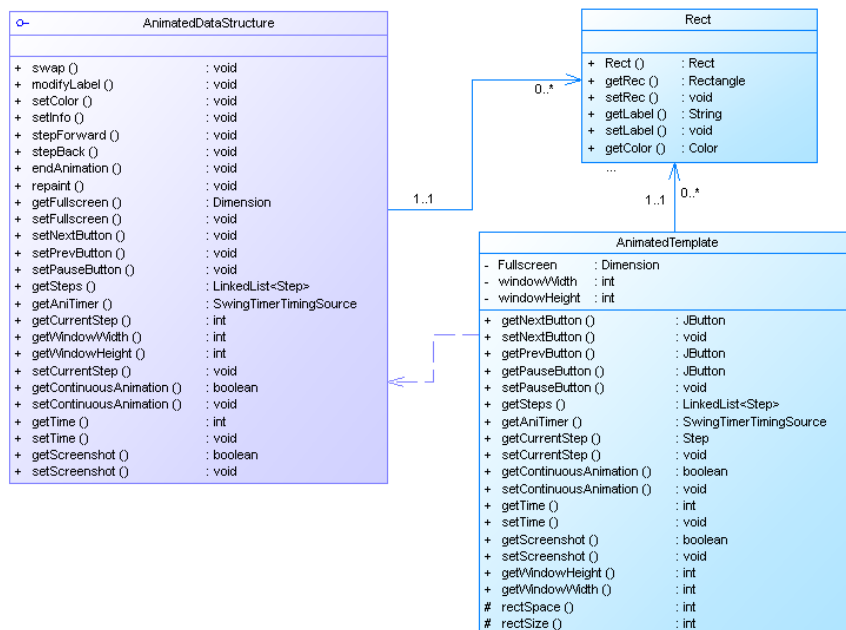 AnimatedDataStructure
+ swap () : void
+ modifyLabel () : void
+ setColor () : void
+ setInfo () : void
+ stepForward () : void
+ stepBack () : void
+ endAnimation () : void
+ repaint () : void
+ getFullscreen () : Dimension
+ setFullscreen () : void
+ setNextButton () : void
+ setPrevButton () : void
+ setPauseButton () : void
+ getSteps () : LinkedList<Step>
+ getAniTimer () : SwingTimerTimingSource
+ getCurrentStep () : int
+ getWindowWidth () : int
+ getWindowHeight () : int
+ setCurrentStep () : void
+ getContinuousAnimation () : boolean
+ setContinuousAnimation () : void
+ getTime () : int
+ setTime () : void
+ getScreenshot () : boolean
+ setScreenshot () : void
1..1
0..*
Rect
+ Rect () : Rect
+ getRec () : Rectangle
+ setRec () : void
+ getLabel () : String
+ setLabel () : void
+ getColor () : Color
...
0..*
1..1
AnimatedTemplate
- Fullscreen : Dimension
- windowWidth : int
- windowHeight : int
+ getNextButton () : JButton
+ setNextButton () : void
+ getPrevButton () : JButton
+ getPauseButton () : JButton
+ setPauseButton () : void
+ getSteps () : LinkedList<Step>
+ getAniTimer () : SwingTimerTimingSource
+ getCurrentStep () : Step
+ setCurrentStep () : void
+ getContinuousAnimation () : boolean
+ setContinuousAnimation () : void
+ getTime () : int
+ setTime () : void
+ getScreenshot () : boolean
+ setScreenshot () : void
+ getWindowHeight () : int
+ getWindowWidth () : int
# rectSpace () : int
# rectSize () : int